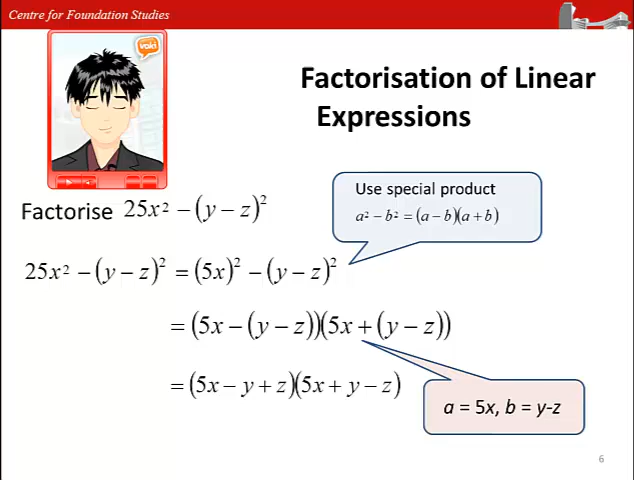 Centre for Foundation Studies
voki
Factorisation of Linear
Expressions
Use special product
a² − b² = (a − b)(a + b)
Factorise 25x² − (y − z)²
25x² − (y − z)² = (5x)² − (y − z)²
= (5x − (y − z))(5x + (y − z))
= (5x − y + z)(5x + y − z)
a = 5x, b = y-z
6